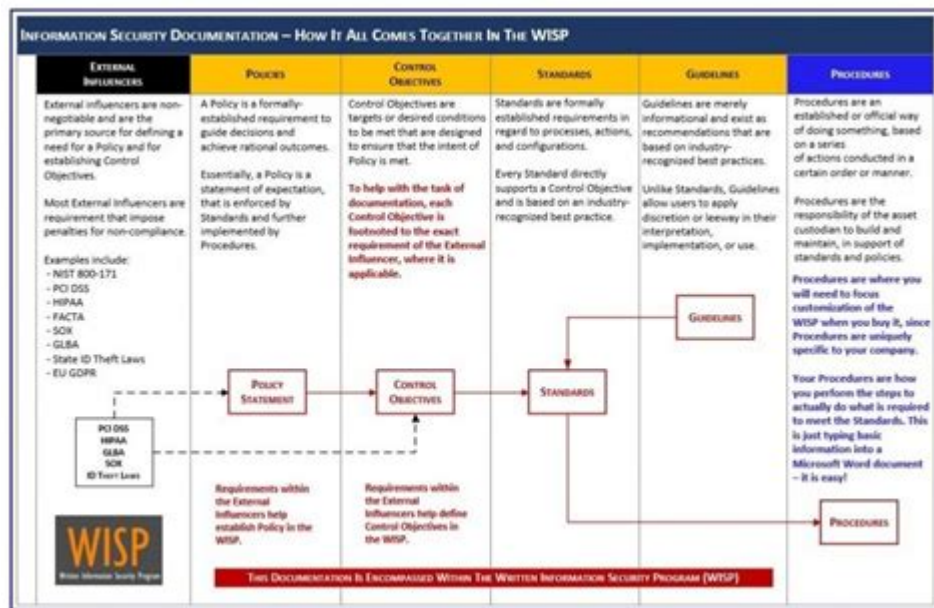 INFORMATION SECURITY DOCUMENTATION – HOW IT ALL COMES TOGETHER IN THE WISP
EXTERNAL
INFLUENCERS
External influencers are non-
negotiable and are the
primary source for defining a
need for a Policy and for
establishing Control
Objectives.
Most External Influencers are
requirement that impose
penalties for non-compliance.
Examples include:
- NIST 800-171
- PCI DSS
- HIPAA
- FACTA
- SOX
- GLBA
- State ID Theft Laws
- EU GDPR
PCI DSS
HIPAA
GLBA
SOX
ID THEFT LAWS
WISP
Written Information Security Program
POLICIES
A Policy is a formally-
established requirement to
guide decisions and
achieve rational outcomes.
Essentially, a Policy is a
statement of expectation,
that is enforced by
Standards and further
implemented by
Procedures.
POLICY
STATEMENT
Requirements within
the External
Influencers help
establish Policy in the
WISP.
CONTROL
OBJECTIVES
Control Objectives are
targets or desired conditions
to be met that are designed
to ensure that the intent of
Policy is met.
To help with the task of
documentation, each
Control Objective is
footnoted to the exact
requirement of the External
Influencer, where it is
applicable.
CONTROL
OBJECTIVES
Requirements within
the External
Influencers help define
Control Objectives in
the WISP.
STANDARDS
Standards are formally
established requirements in
regard to processes, actions,
and configurations.
Every Standard directly
supports a Control Objective
and is based on an industry-
recognized best practice.
STANDARDS
GUIDELINES
Guidelines are merely
informational and exist as
recommendations that are
based on industry-
recognized best practices.
Unlike Standards, Guidelines
allow users to apply
discretion or leeway in their
interpretation,
implementation, or use.
GUIDELINES
PROCEDURES
Procedures are an
established or official way
of doing something, based
on a series
of actions conducted in a
certain order or manner.
Procedures are the
responsibility of the asset
custodian to build and
maintain, in support of
standards and policies.
Procedures are where you
will need to focus
customization of the
WISP when you buy it, since
Procedures are uniquely
specific to your company.
Your Procedures are how
you perform the steps to
actually do what is required
to meet the Standards. This
is just typing basic
information into a
Microsoft Word document
– it is easy!
PROCEDURES
THIS DOCUMENTATION IS ENCOMPASSED WITHIN THE WRITTEN INFORMATION SECURITY PROGRAM (WISP)